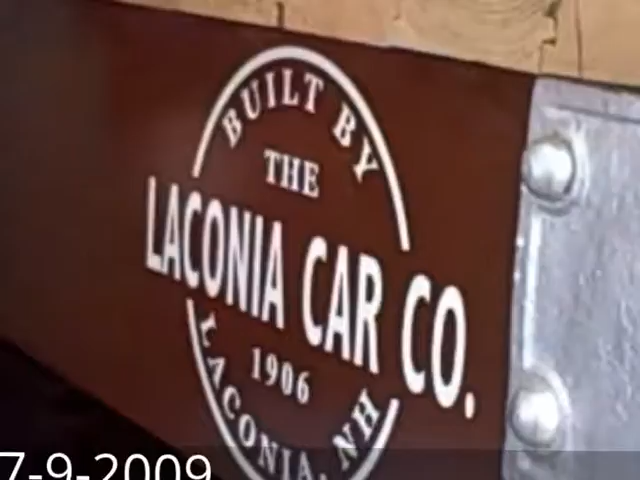 BUILT BY
THE
LACONIA CAR CO.
1906
LACONIA, NH
7-9-2009